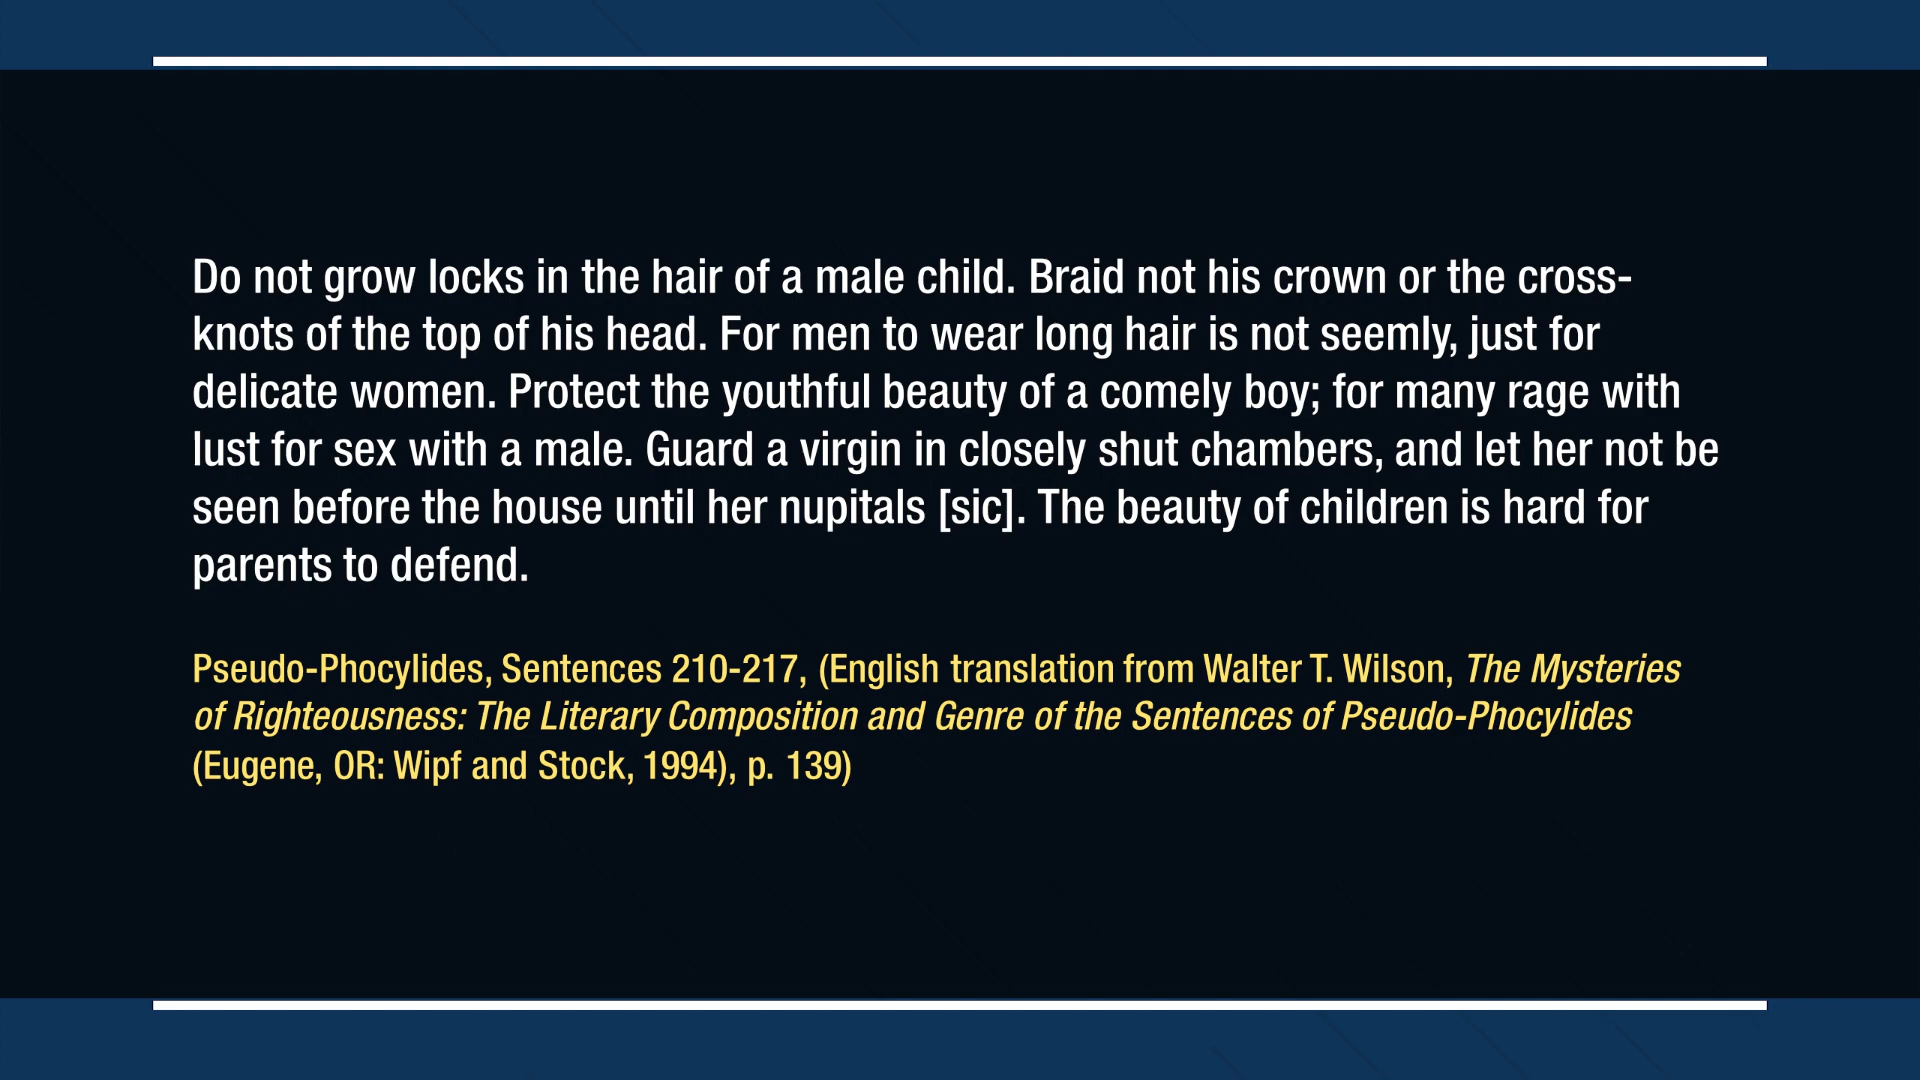 Do not grow locks in the hair of a male child. Braid not his crown or the cross-
knots of the top of his head. For men to wear long hair is not seemly, just for
delicate women. Protect the youthful beauty of a comely boy; for many rage with
lust for sex with a male. Guard a virgin in closely shut chambers, and let her not be
seen before the house until her nupitals [sic]. The beauty of children is hard for
parents to defend.
Pseudo-Phocylides, Sentences 210-217, (English translation from Walter T. Wilson, The Mysteries
of Righteousness: The Literary Composition and Genre of the Sentences of Pseudo-Phocylides
(Eugene, OR: Wipf and Stock, 1994), p. 139)